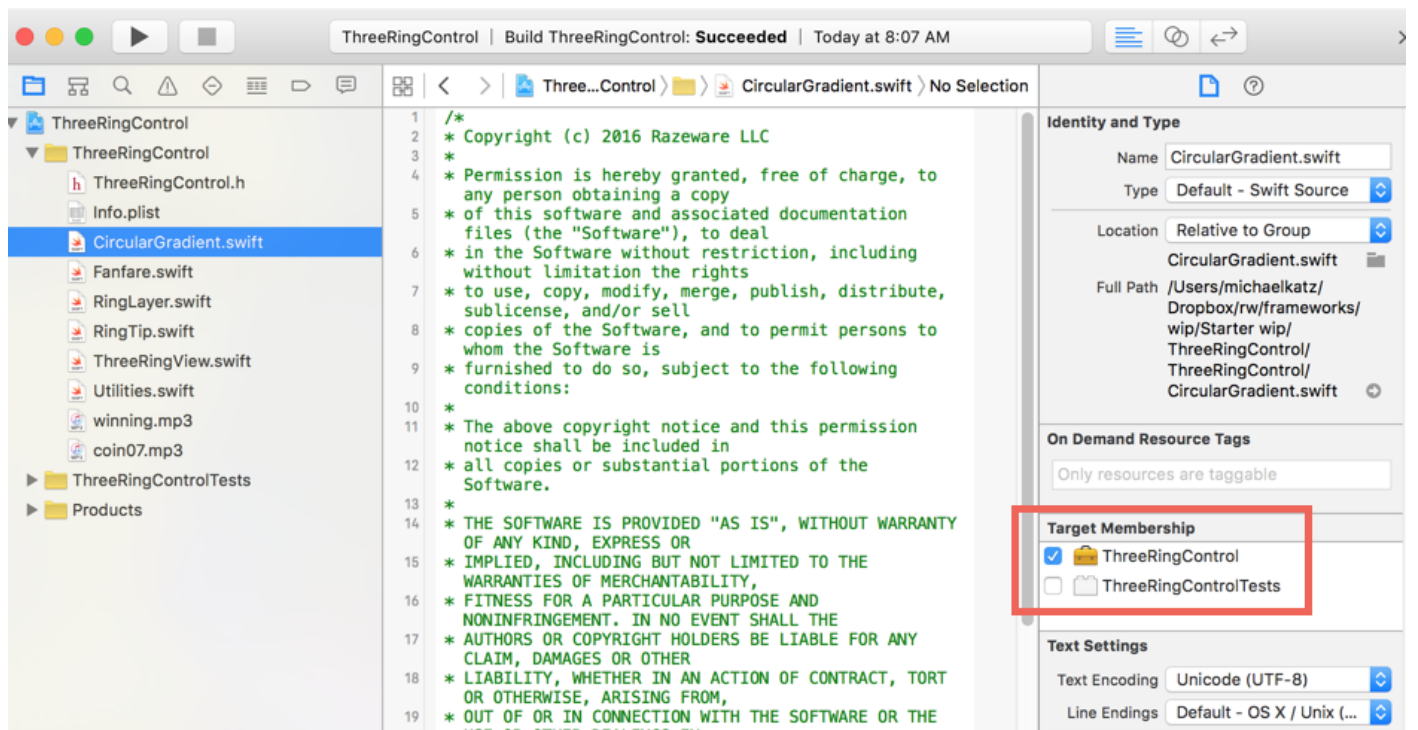 ThreeRingControl | Build ThreeRingControl: Succeeded | Today at 8:07 AM
Three...Control 〉 〉 CircularGradient.swift 〉 No Selection
ThreeRingControl
ThreeRingControl
ThreeRingControl.h
Info.plist
CircularGradient.swift
Fanfare.swift
RingLayer.swift
RingTip.swift
ThreeRingView.swift
Utilities.swift
winning.mp3
coin07.mp3
ThreeRingControlTests
Products
1 /*
2 * Copyright (c) 2016 Razeware LLC
3 *
4 * Permission is hereby granted, free of charge, to
any person obtaining a copy
5 * of this software and associated documentation
files (the "Software"), to deal
6 * in the Software without restriction, including
without limitation the rights
7 * to use, copy, modify, merge, publish, distribute,
sublicense, and/or sell
8 * copies of the Software, and to permit persons to
whom the Software is
9 * furnished to do so, subject to the following
conditions:
10 *
11 * The above copyright notice and this permission
notice shall be included in
12 * all copies or substantial portions of the
Software.
13 *
14 * THE SOFTWARE IS PROVIDED "AS IS", WITHOUT WARRANTY
OF ANY KIND, EXPRESS OR
15 * IMPLIED, INCLUDING BUT NOT LIMITED TO THE
WARRANTIES OF MERCHANTABILITY,
16 * FITNESS FOR A PARTICULAR PURPOSE AND
NONINFRINGEMENT. IN NO EVENT SHALL THE
17 * AUTHORS OR COPYRIGHT HOLDERS BE LIABLE FOR ANY
CLAIM, DAMAGES OR OTHER
18 * LIABILITY, WHETHER IN AN ACTION OF CONTRACT, TORT
OR OTHERWISE, ARISING FROM,
19 * OUT OF OR IN CONNECTION WITH THE SOFTWARE OR THE
Identity and Type
Name CircularGradient.swift
Type Default - Swift Source
Location Relative to Group
CircularGradient.swift
Full Path /Users/michaelkatz/
Dropbox/rw/frameworks/
wip/Starter wip/
ThreeRingControl/
ThreeRingControl/
CircularGradient.swift
On Demand Resource Tags
Only resources are taggable
Target Membership
ThreeRingControl
ThreeRingControlTests
Text Settings
Text Encoding Unicode (UTF-8)
Line Endings Default - OS X / Unix (...